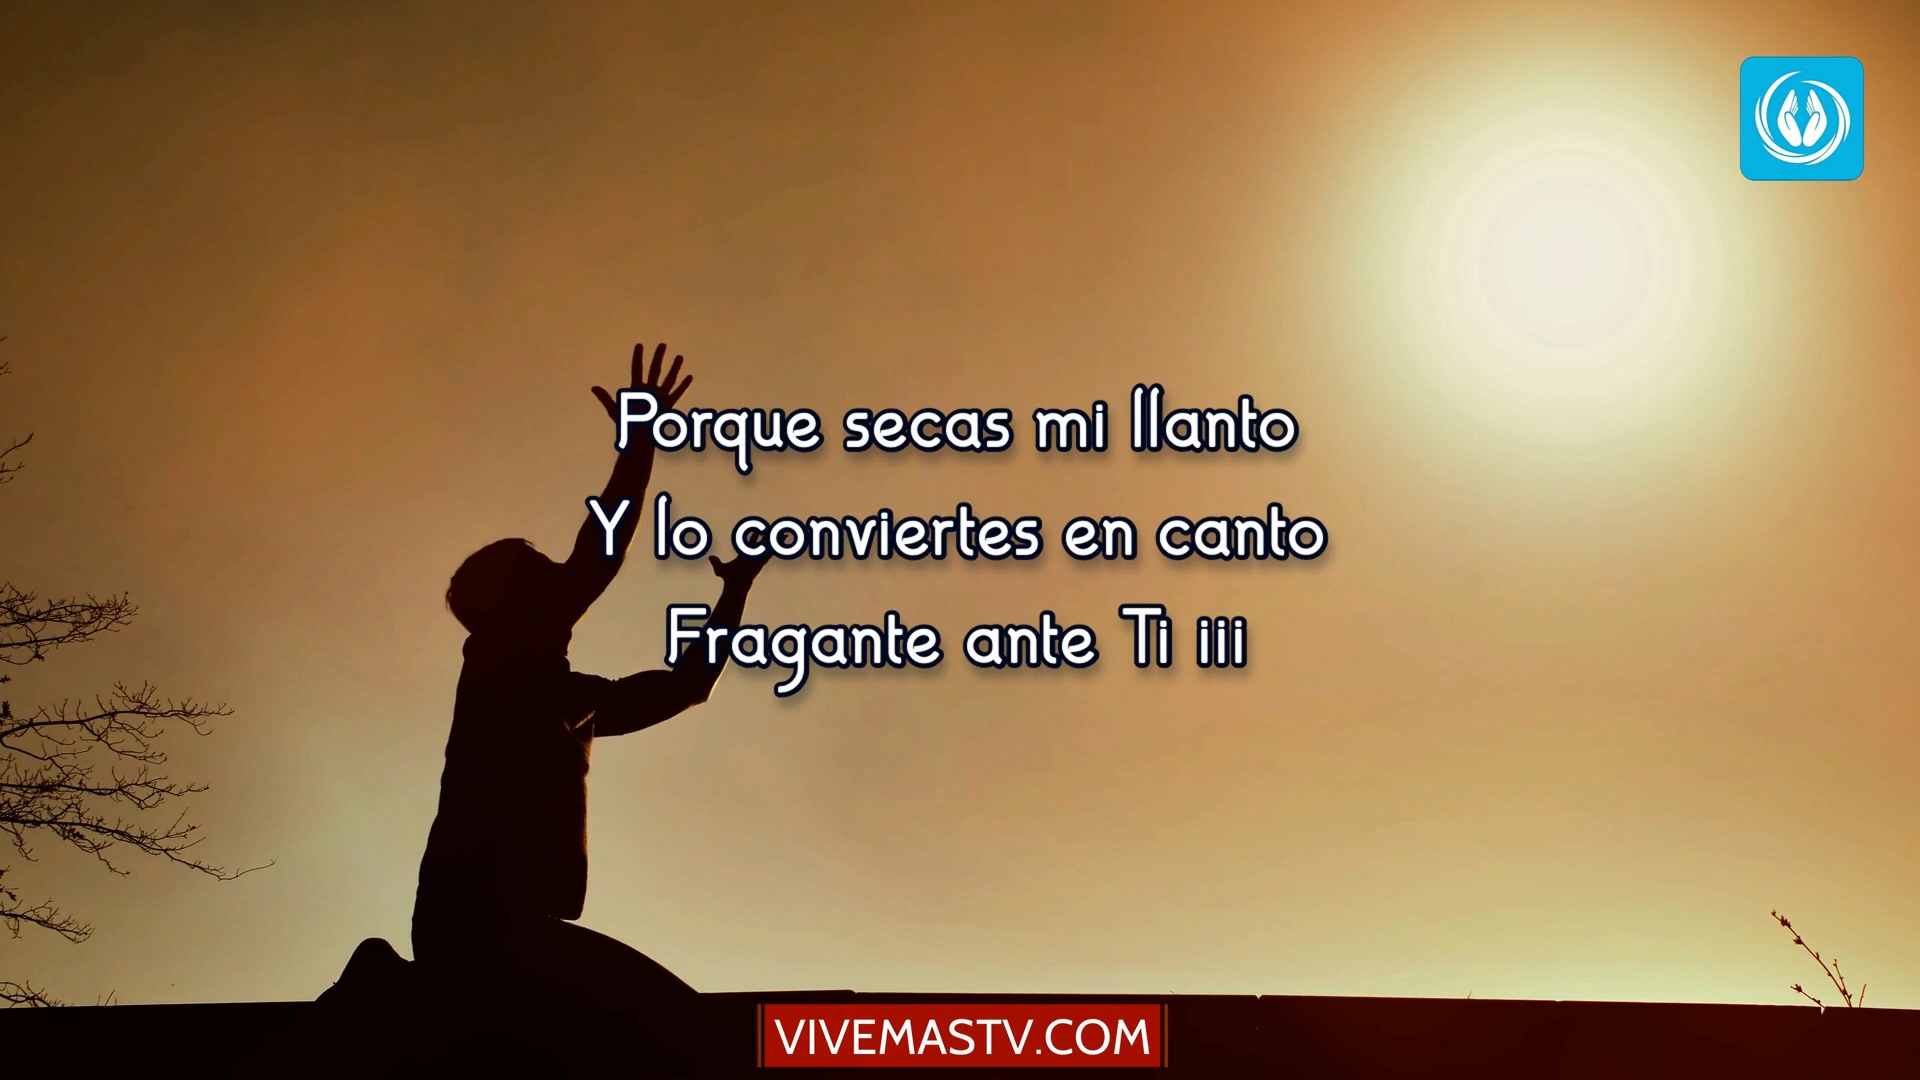 Porque secas mi llanto
Y lo conviertes en canto
Fragante ante Ti iii
VIVEMASTV.COM